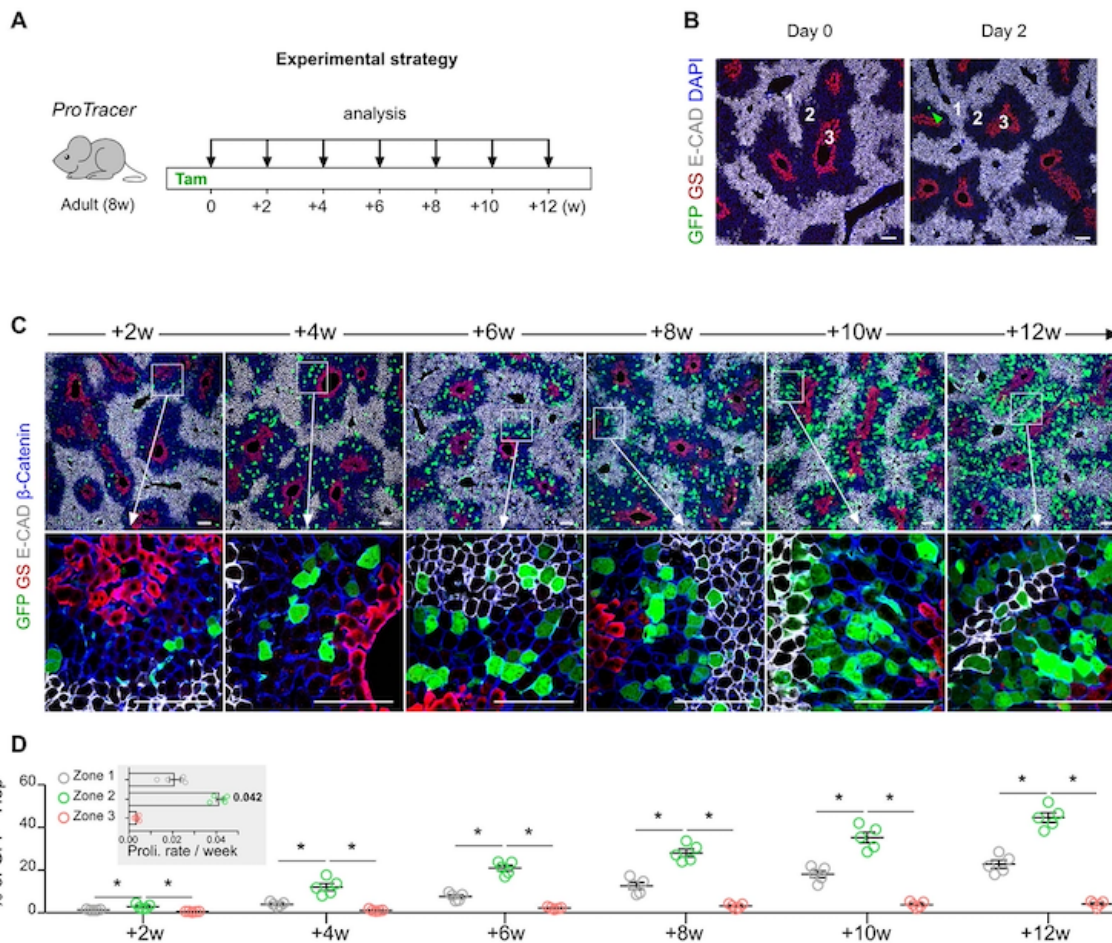 A
Experimental strategy
ProTracer
analysis
Tam
Adult (8w)
0 +2 +4 +6 +8 +10 +12 (w)
B
Day 0
Day 2
GFP GS E-CAD DAPI
1
2
3
1
2
3
C
+2w
+4w
+6w
+8w
+10w
+12w
GFP GS E-CAD β-Catenin
D
Zone 1
Zone 2
Zone 3
0.042
0.00 0.02 0.04
Proli. rate / week
60
40
20
0
* *
* *
* *
* *
* *
* *
+2w +4w +6w +8w +10w +12w